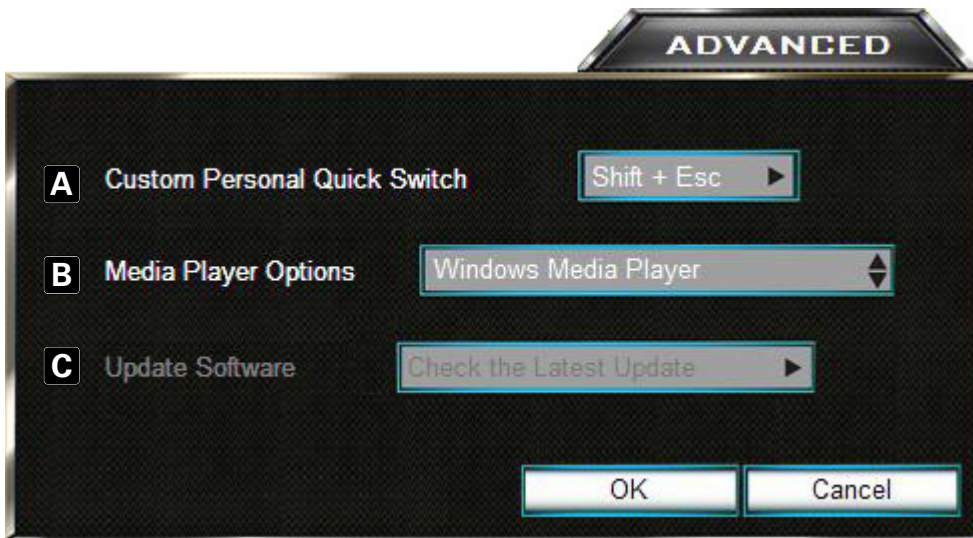 ADVANCED
A Custom Personal Quick Switch Shift + Esc
B Media Player Options Windows Media Player
C Update Software Check the Latest Update
OK Cancel